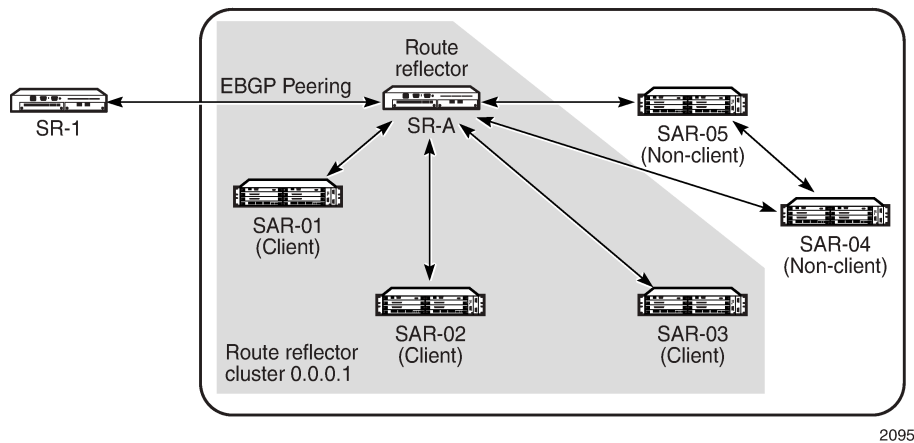 Route
reflector
EBGP Peering
SR-1
SR-A
SAR-05
(Non-client)
SAR-01
(Client)
SAR-04
(Non-client)
SAR-02
(Client)
SAR-03
(Client)
Route reflector
cluster 0.0.0.1
2095